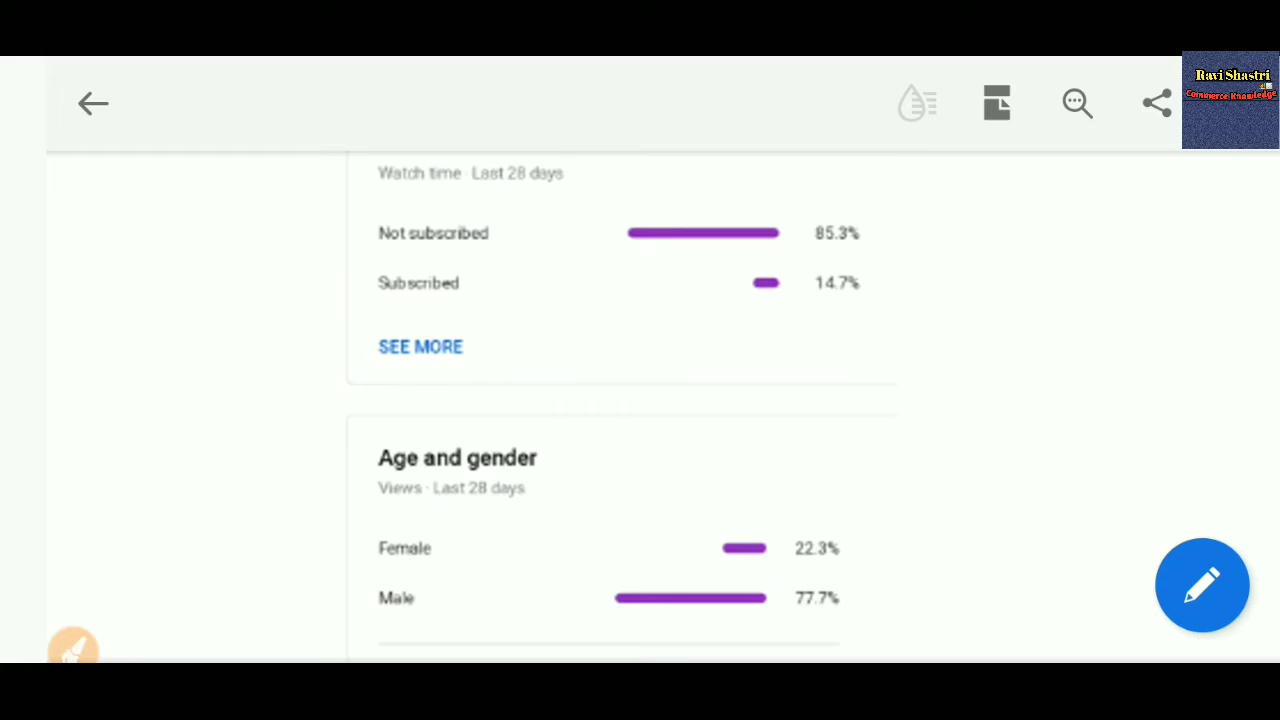 Ravi Shastri
Commerce Knowledge
Watch time · Last 28 days
Not subscribed 85.3%
Subscribed 14.7%
SEE MORE
Age and gender
Views · Last 28 days
Female 22.3%
Male 77.7%